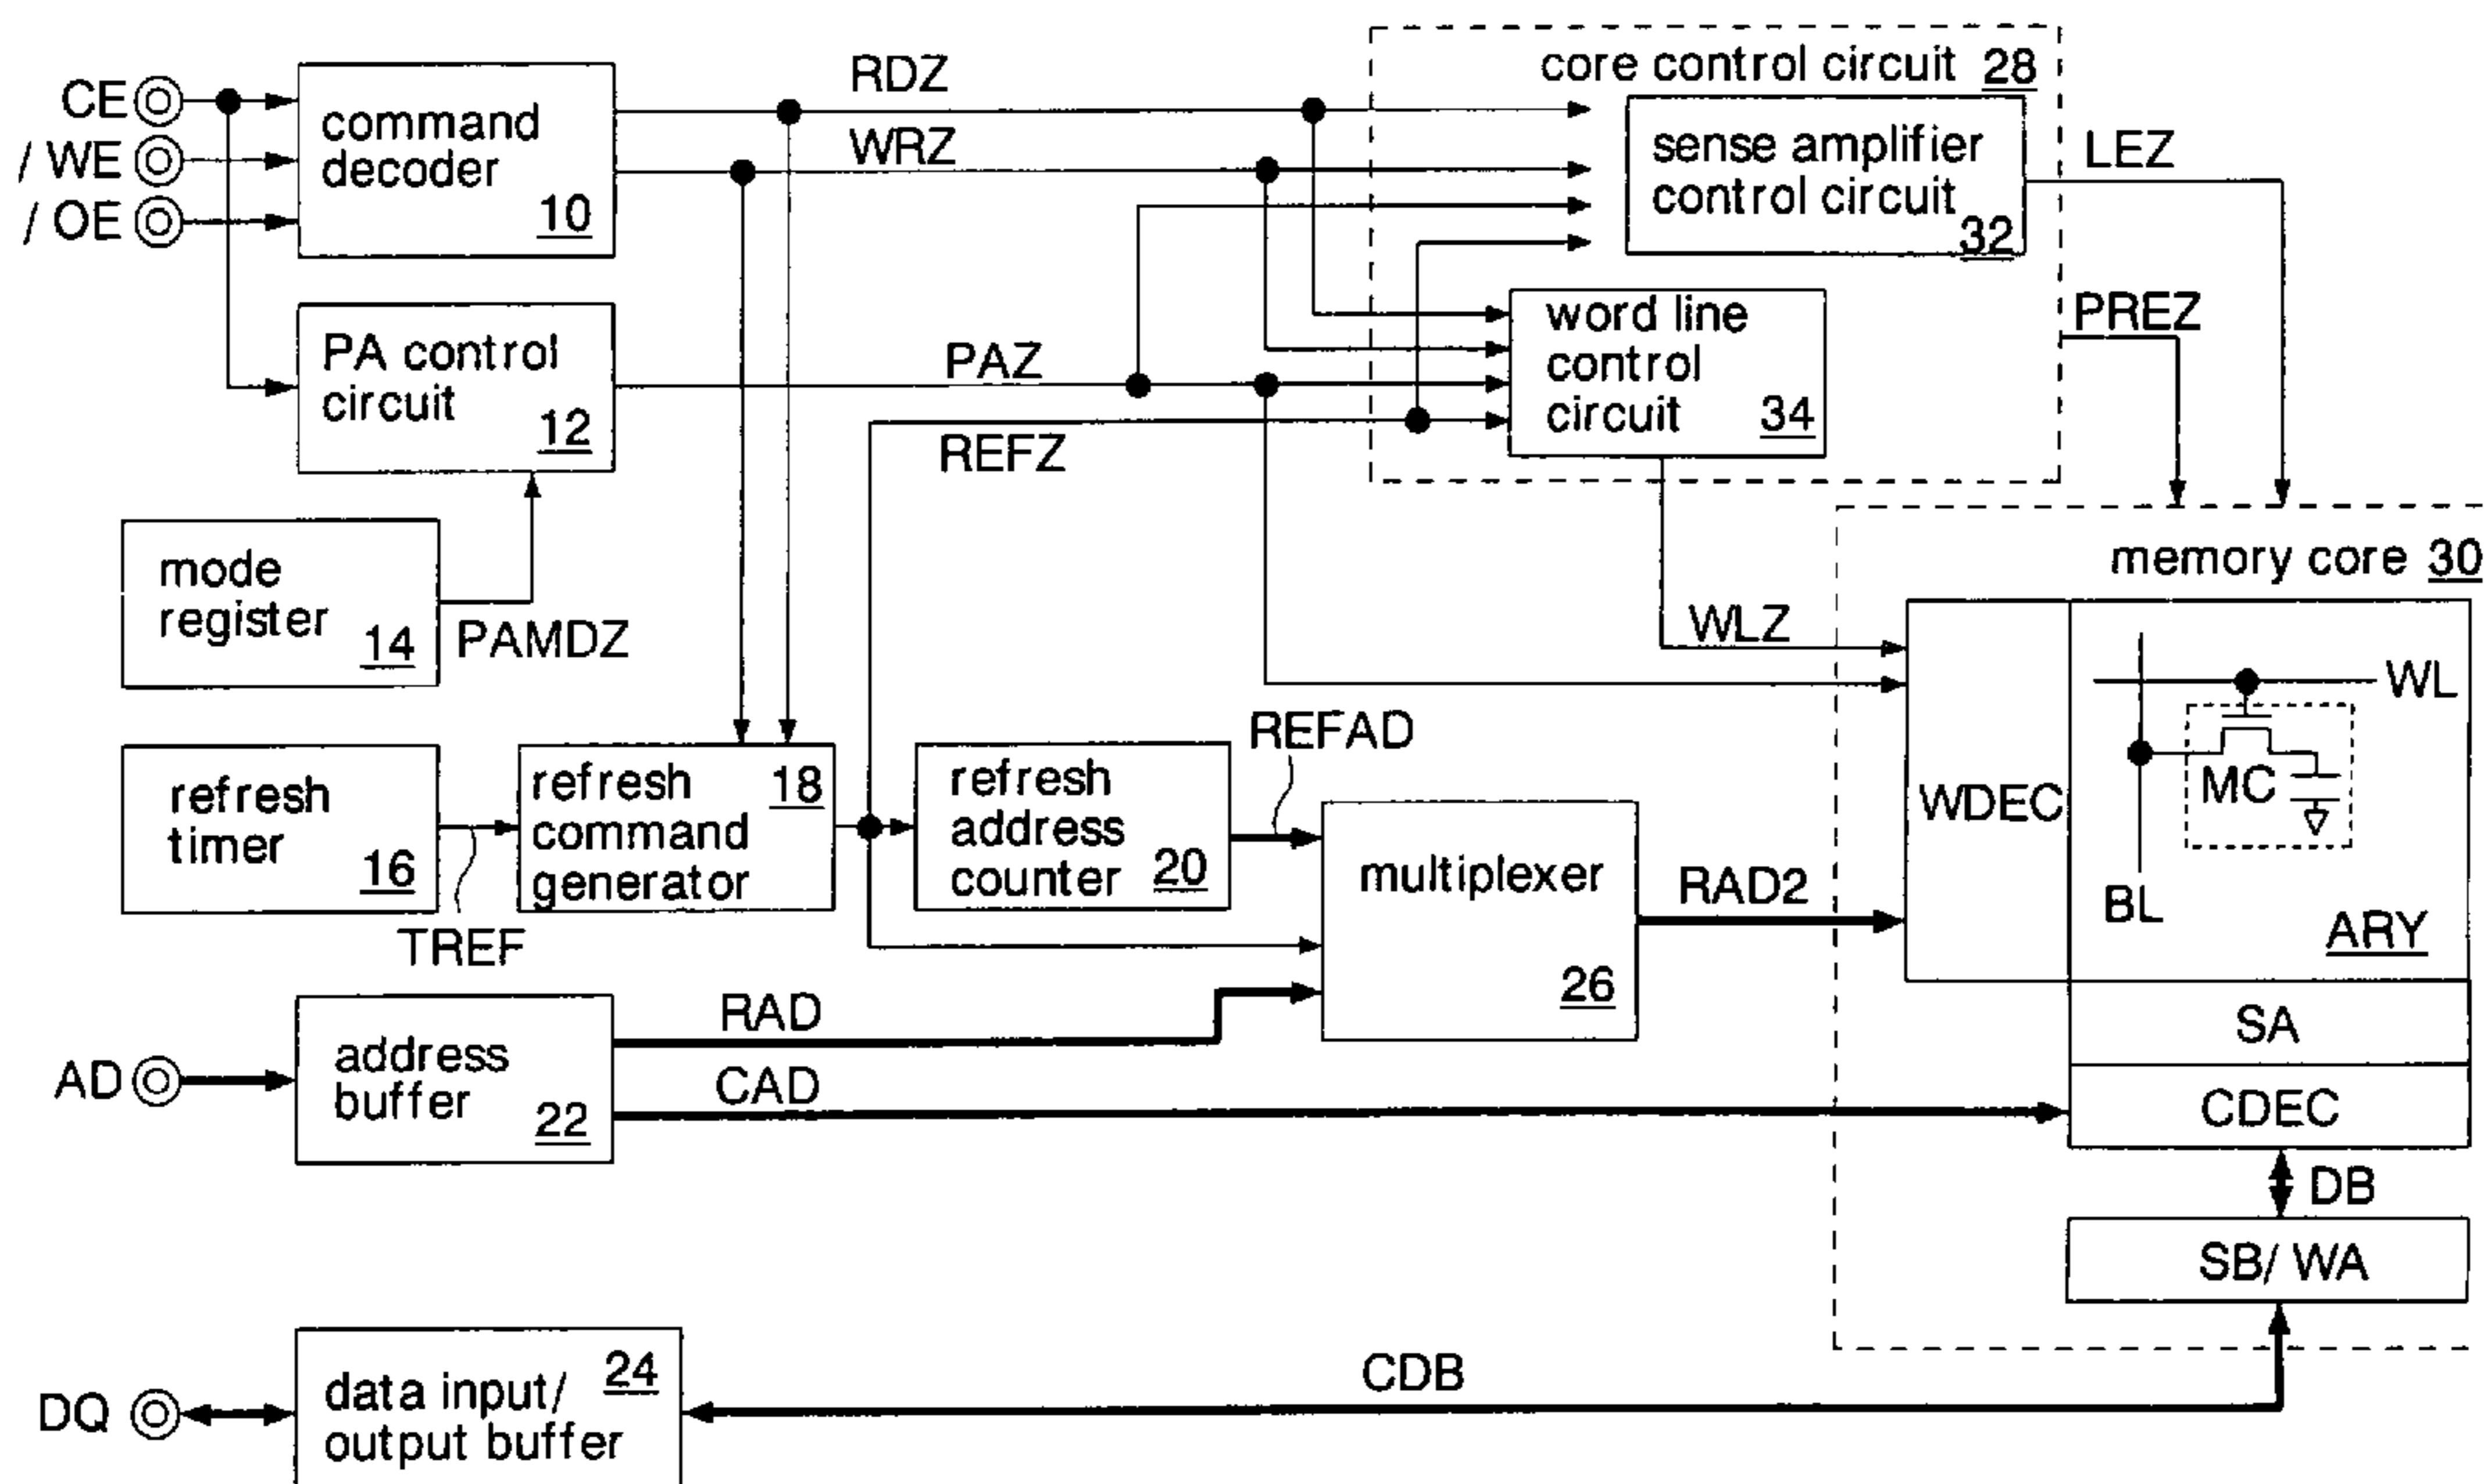 CE
/ WE
/ OE
command
decoder
10
RDZ
WRZ
core control circuit 28
sense amplifier
control circuit
32
LEZ
PREZ
PA control
circuit
12
PAZ
REFZ
word line
control
circuit
34
mode
register
14
PAMDZ
WLZ
memory core 30
WDEC
WL
MC
BL
ARY
refresh
timer
16
TREF
refresh
command
generator
18
refresh
address
counter
20
REFAD
multiplexer
26
RAD2
AD
address
buffer
22
RAD
CAD
SA
CDEC
DB
SB/ WA
DQ
data input/
output buffer
24
CDB